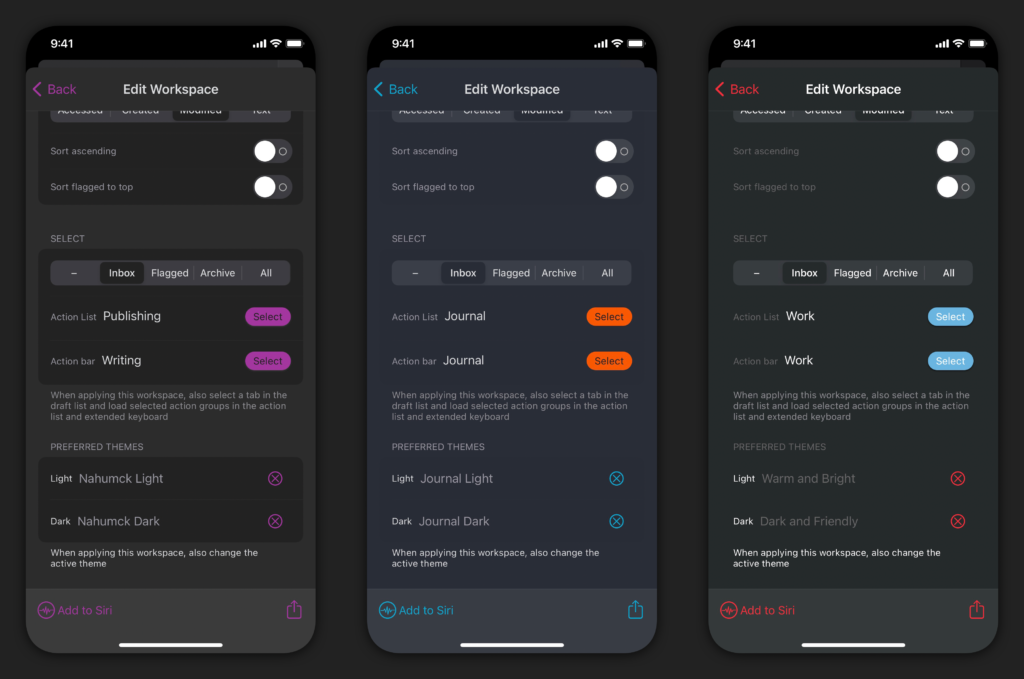 9:41
Back
Edit Workspace
Accessed Created Modified Text
Sort ascending
Sort flagged to top
SELECT
– Inbox Flagged Archive All
Action List Publishing Select
Action bar Writing Select
When applying this workspace, also select a tab in the
draft list and load selected action groups in the action
list and extended keyboard
PREFERRED THEMES
Light Nahumck Light
Dark Nahumck Dark
When applying this workspace, also change the
active theme
Add to Siri
9:41
Back
Edit Workspace
Accessed Created Modified Text
Sort ascending
Sort flagged to top
SELECT
– Inbox Flagged Archive All
Action List Journal Select
Action bar Journal Select
When applying this workspace, also select a tab in the
draft list and load selected action groups in the action
list and extended keyboard
PREFERRED THEMES
Light Journal Light
Dark Journal Dark
When applying this workspace, also change the
active theme
Add to Siri
9:41
Back
Edit Workspace
Accessed Created Modified Text
Sort ascending
Sort flagged to top
SELECT
– Inbox Flagged Archive All
Action List Work Select
Action bar Work Select
When applying this workspace, also select a tab in the
draft list and load selected action groups in the action
list and extended keyboard
PREFERRED THEMES
Light Warm and Bright
Dark Dark and Friendly
When applying this workspace, also change the
active theme
Add to Siri